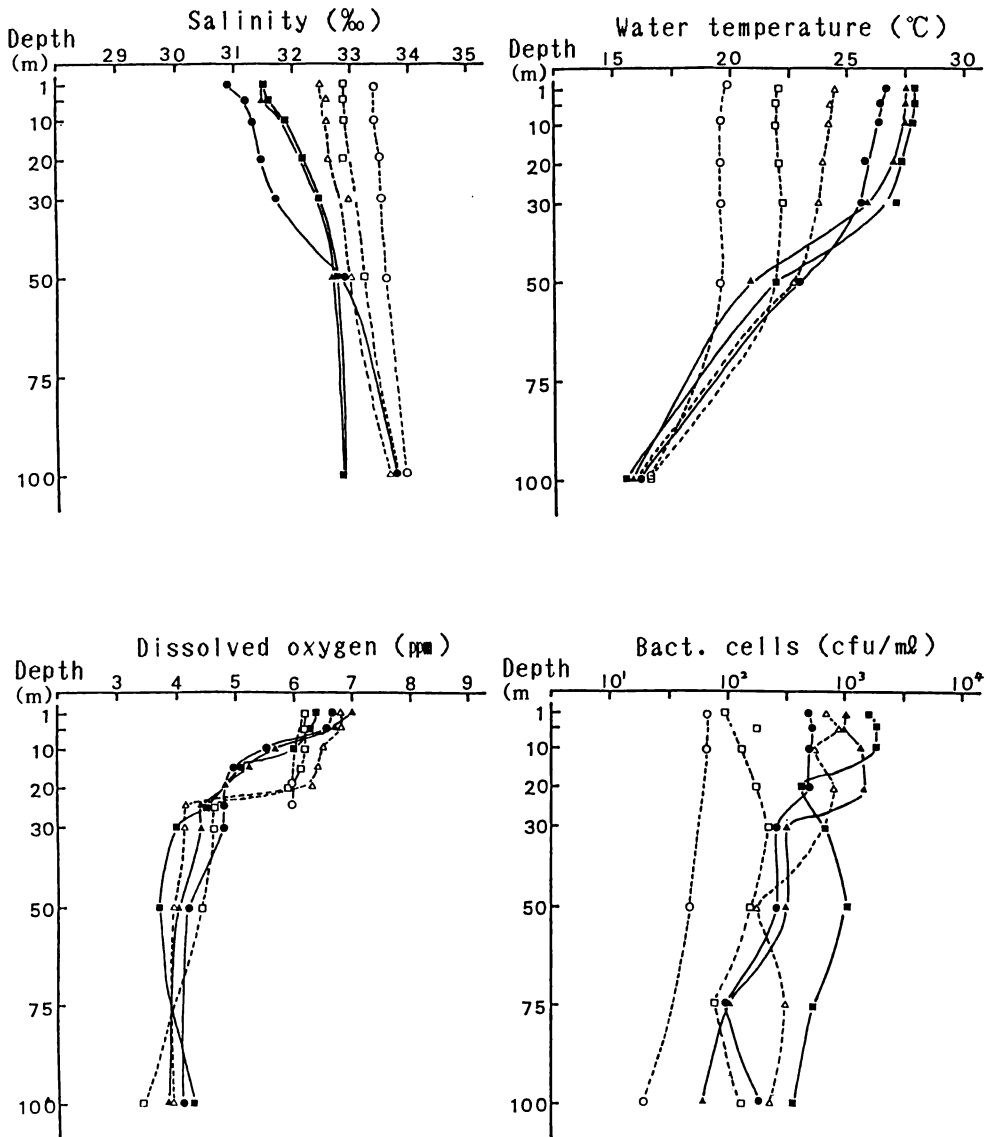 Salinity (‰)
Depth
(m)
29 30 31 32 33 34 35
1
10
20
30
50
75
100
Water temperature (℃)
Depth
(m)
15 20 25 30
1
10
20
30
50
75
100
Dissolved oxygen (ppm)
Depth
(m)
3 4 5 6 7 8 9
1
10
20
30
50
75
100
Bact. cells (cfu/mℓ)
Depth
(m
10¹ 10² 10³ 10⁴
1
10
20
30
50
75
100